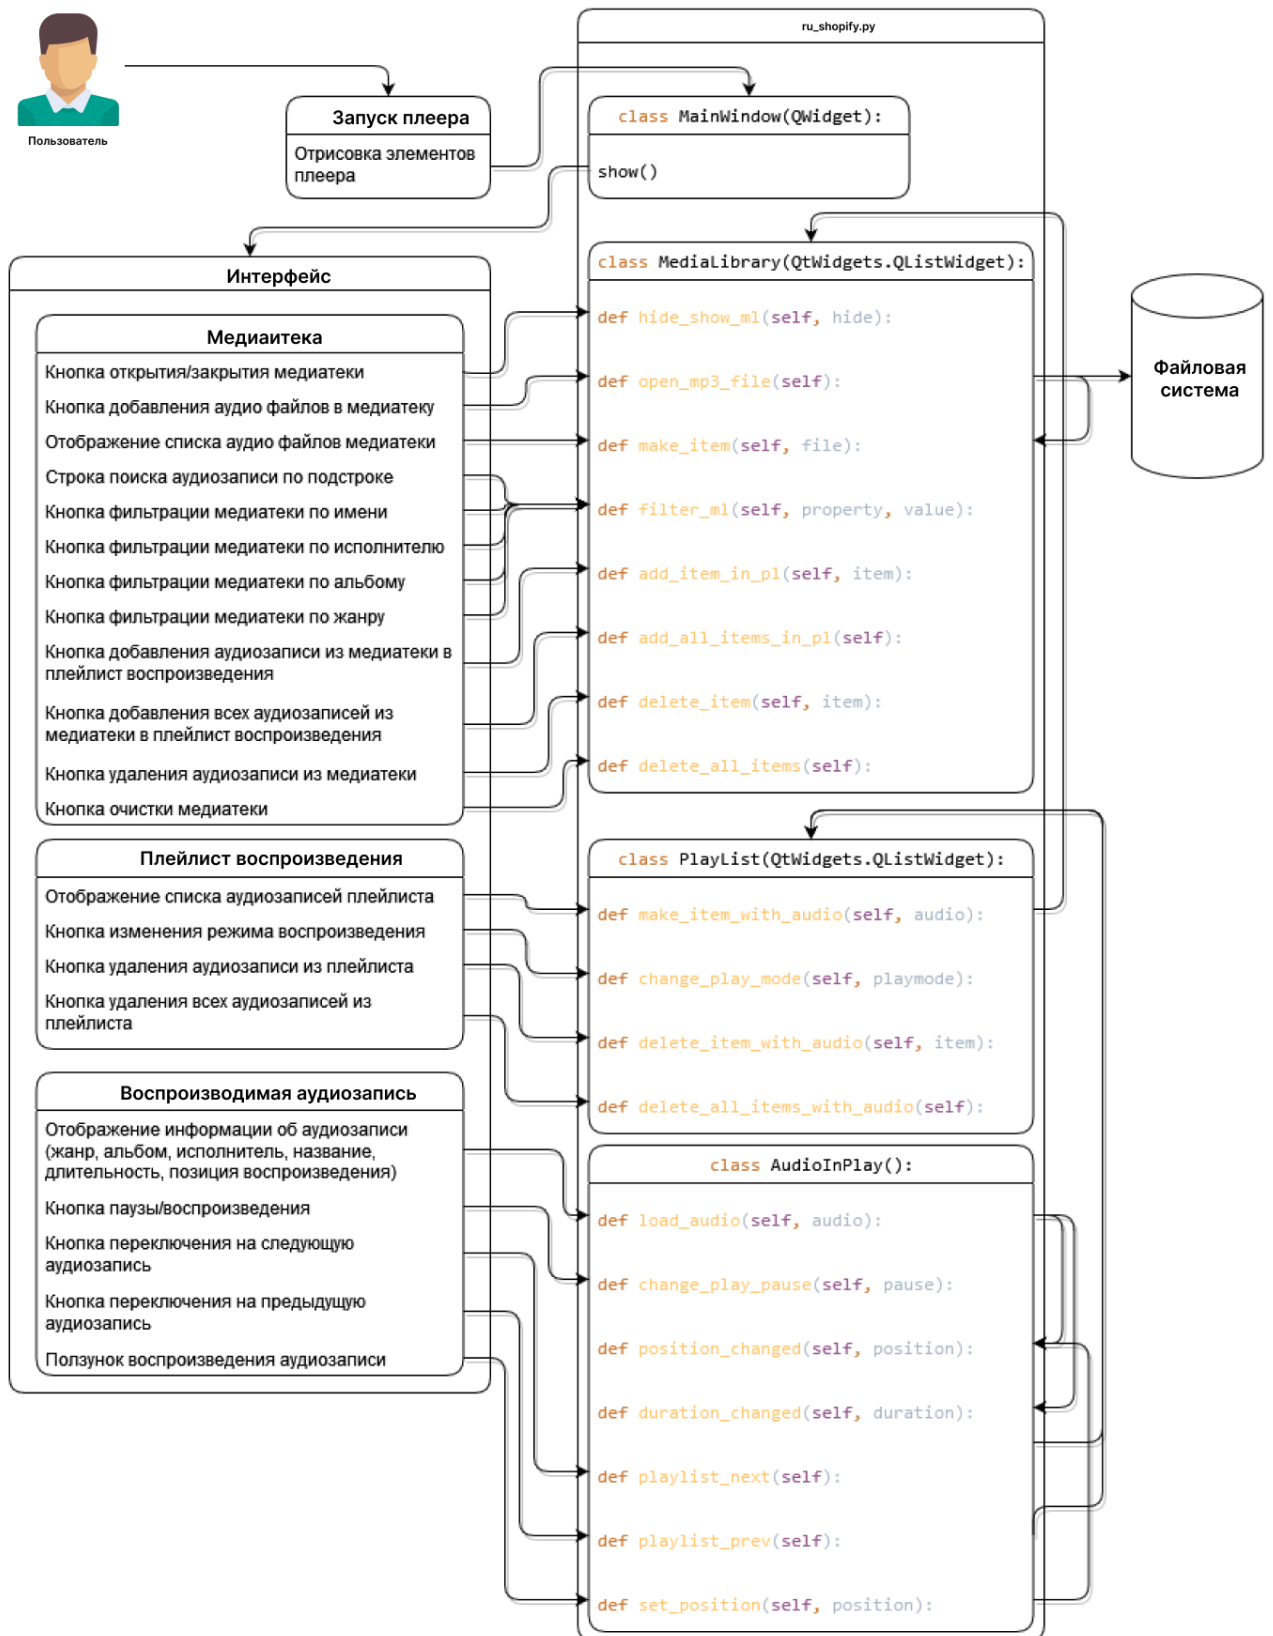 ru_shopify.py
Пользователь
Запуск плеера
Отрисовка элементов
плеера
class MainWindow(QWidget):
show()
Интерфейс
Медиаитека
Кнопка открытия/закрытия медиатеки
Кнопка добавления аудио файлов в медиатеку
Отображение списка аудио файлов медиатеки
Строка поиска аудиозаписи по подстроке
Кнопка фильтрации медиатеки по имени
Кнопка фильтрации медиатеки по исполнителю
Кнопка фильтрации медиатеки по альбому
Кнопка фильтрации медиатеки по жанру
Кнопка добавления аудиозаписи из медиатеки в
плейлист воспроизведения
Кнопка добавления всех аудиозаписей из
медиатеки в плейлист воспроизведения
Кнопка удаления аудиозаписи из медиатеки
Кнопка очистки медиатеки
Плейлист воспроизведения
Отображение списка аудиозаписей плейлиста
Кнопка изменения режима воспроизведения
Кнопка удаления аудиозаписи из плейлиста
Кнопка удаления всех аудиозаписей из
плейлиста
Воспроизводимая аудиозапись
Отображение информации об аудиозаписи
(жанр, альбом, исполнитель, название,
длительность, позиция воспроизведения)
Кнопка паузы/воспроизведения
Кнопка переключения на следующую
аудиозапись
Кнопка переключения на предыдущую
аудиозапись
Ползунок воспроизведения аудиозаписи
class MediaLibrary(QtWidgets.QListWidget):
def hide_show_ml(self, hide):
def open_mp3_file(self):
def make_item(self, file):
def filter_ml(self, property, value):
def add_item_in_pl(self, item):
def add_all_items_in_pl(self):
def delete_item(self, item):
def delete_all_items(self):
class PlayList(QtWidgets.QListWidget):
def make_item_with_audio(self, audio):
def change_play_mode(self, playmode):
def delete_item_with_audio(self, item):
def delete_all_items_with_audio(self):
class AudioInPlay():
def load_audio(self, audio):
def change_play_pause(self, pause):
def position_changed(self, position):
def duration_changed(self, duration):
def playlist_next(self):
def playlist_prev(self):
def set_position(self, position):
Файловая
система